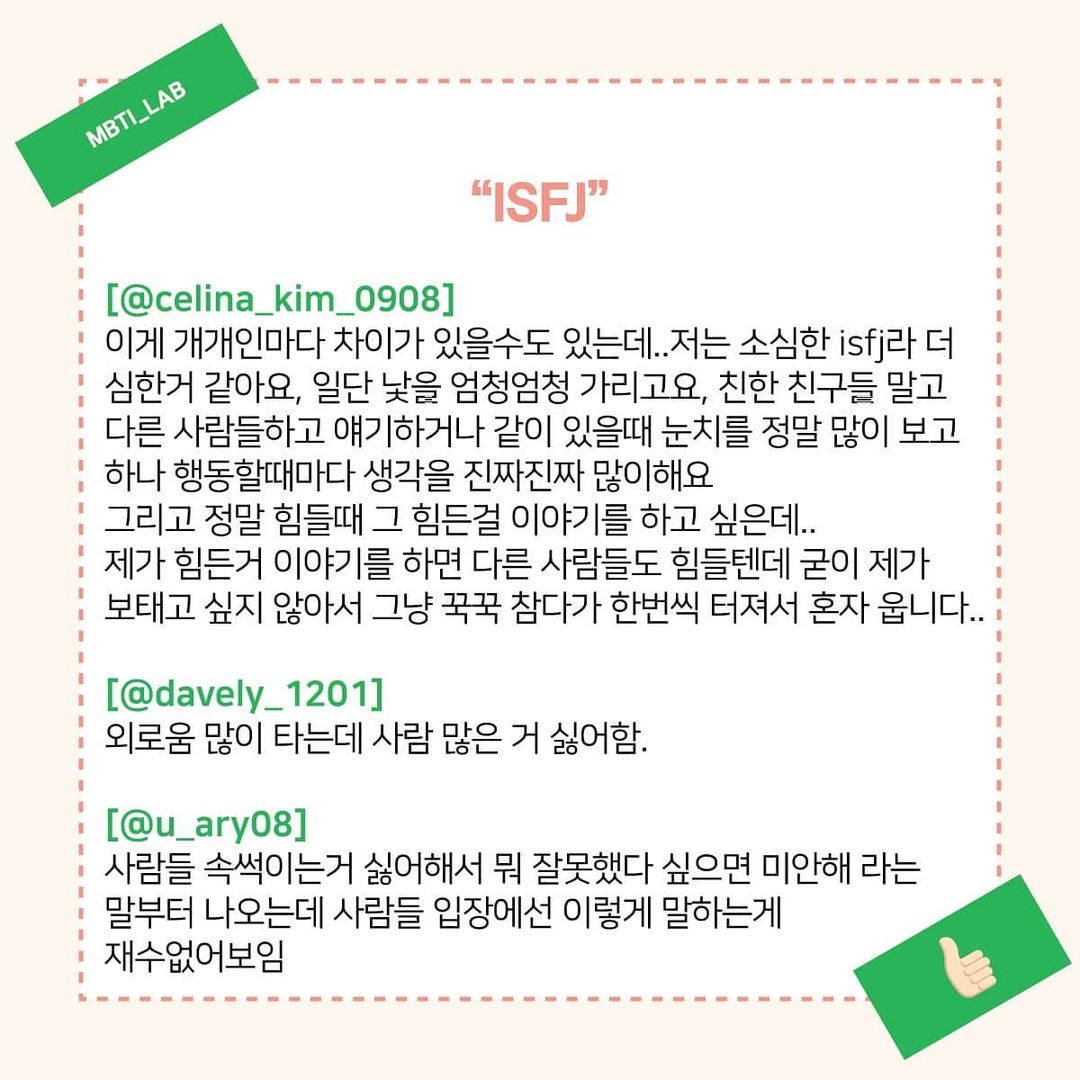 MBTI_LAB
“ISFJ”
[@celina_kim_0908]
이게 개개인마다 차이가 있을수도 있는데..저는 소심한 isfj라 더
심한거 같아요, 일단 낯을 엄청엄청 가리고요, 친한 친구들 말고
다른 사람들하고 얘기하거나 같이 있을때 눈치를 정말 많이 보고
하나 행동할때마다 생각을 진짜진짜 많이해요
그리고 정말 힘들때 그 힘든걸 이야기를 하고 싶은데..
제가 힘든거 이야기를 하면 다른 사람들도 힘들텐데 굳이 제가
보태고 싶지 않아서 그냥 꾹꾹 참다가 한번씩 터져서 혼자 웁니다..
[@davely_1201]
외로움 많이 타는데 사람 많은 거 싫어함.
[@u_ary08]
사람들 속썩이는거 싫어해서 뭐 잘못했다 싶으면 미안해 라는
말부터 나오는데 사람들 입장에선 이렇게 말하는게
재수없어보임